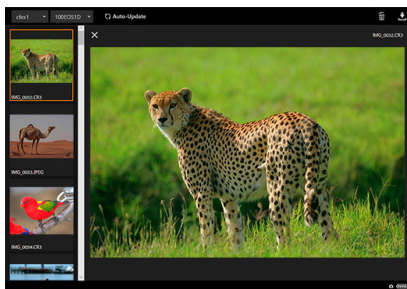 cfex1 100EOS1D Auto-Update
IMG_0032.CR3
IMG_0032.CR3
IMG_0033.JPEG
IMG_0034.CR3